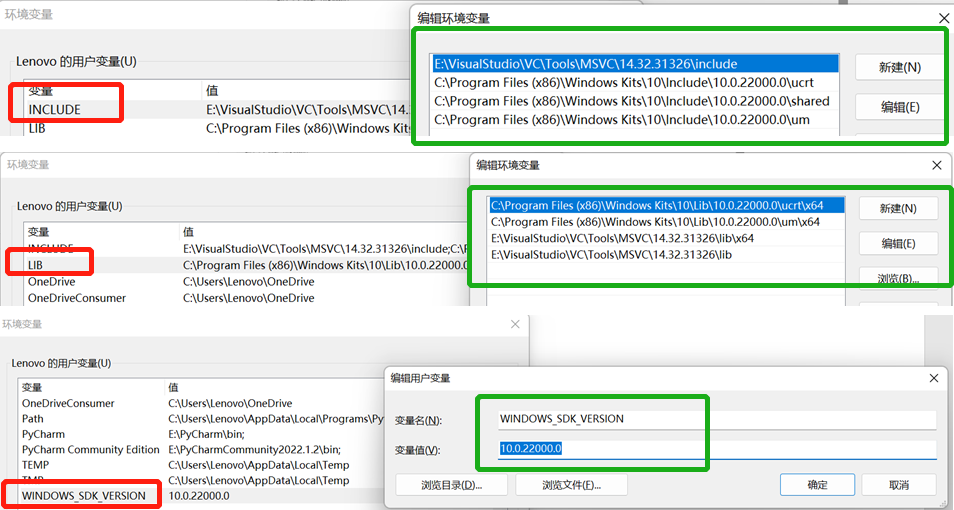 环境变量
编辑环境变量
Lenovo 的用户变量(U)
变量 值
INCLUDE E:\VisualStudio\VC\Tools\MSVC\14.
LIB C:\Program Files (x86)\Windows Kits
E:\VisualStudio\VC\Tools\MSVC\14.32.31326\include
C:\Program Files (x86)\Windows Kits\10\Include\10.0.22000.0\ucrt
C:\Program Files (x86)\Windows Kits\10\Include\10.0.22000.0\shared
C:\Program Files (x86)\Windows Kits\10\Include\10.0.22000.0\um
新建(N)
编辑(E)
环境变量
编辑环境变量
Lenovo 的用户变量(U)
变量 值
INCLUDE E:\VisualStudio\VC\Tools\MSVC\14.32.31326\include;C:\
LIB C:\Program Files (x86)\Windows Kits\10\Lib\10.0.22000.0
OneDrive C:\Users\Lenovo\OneDrive
OneDriveConsumer C:\Users\Lenovo\OneDrive
C:\Program Files (x86)\Windows Kits\10\Lib\10.0.22000.0\ucrt\x64
C:\Program Files (x86)\Windows Kits\10\Lib\10.0.22000.0\um\x64
E:\VisualStudio\VC\Tools\MSVC\14.32.31326\lib\x64
E:\VisualStudio\VC\Tools\MSVC\14.32.31326\lib
新建(N)
编辑(E)
浏览(B)...
环境变量
Lenovo 的用户变量(U)
变量 值
OneDriveConsumer C:\Users\Lenovo\OneDrive
Path C:\Users\Lenovo\AppData\Local\Programs\Py
PyCharm E:\PyCharm\bin;
PyCharm Community Edition E:\PyCharmCommunity2022.1.2\bin;
TEMP C:\Users\Lenovo\AppData\Local\Temp
TMP C:\Users\Lenovo\AppData\Local\Temp
WINDOWS_SDK_VERSION 10.0.22000.0
编辑用户变量
变量名(N): WINDOWS_SDK_VERSION
变量值(V): 10.0.22000.0
浏览目录(D)... 浏览文件(F)... 确定 取消